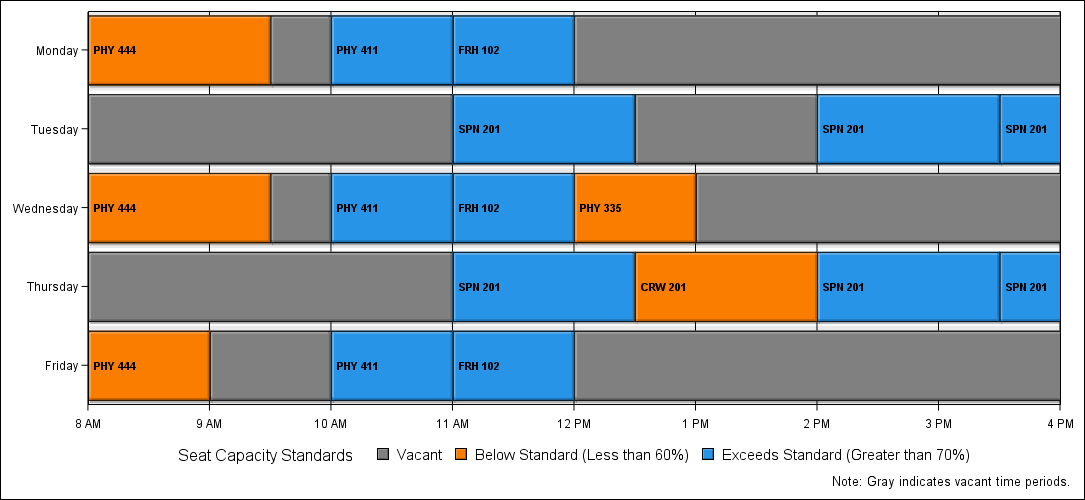 Monday
PHY 444
PHY 411
FRH 102
Tuesday
SPN 201
SPN 201
SPN 201
Wednesday
PHY 444
PHY 411
FRH 102
PHY 335
Thursday
SPN 201
CRW 201
SPN 201
SPN 201
Friday
PHY 444
PHY 411
FRH 102
8 AM 9 AM 10 AM 11 AM 12 PM 1 PM 2 PM 3 PM 4 PM
Seat Capacity Standards Vacant Below Standard (Less than 60%) Exceeds Standard (Greater than 70%)
Note: Gray indicates vacant time periods.